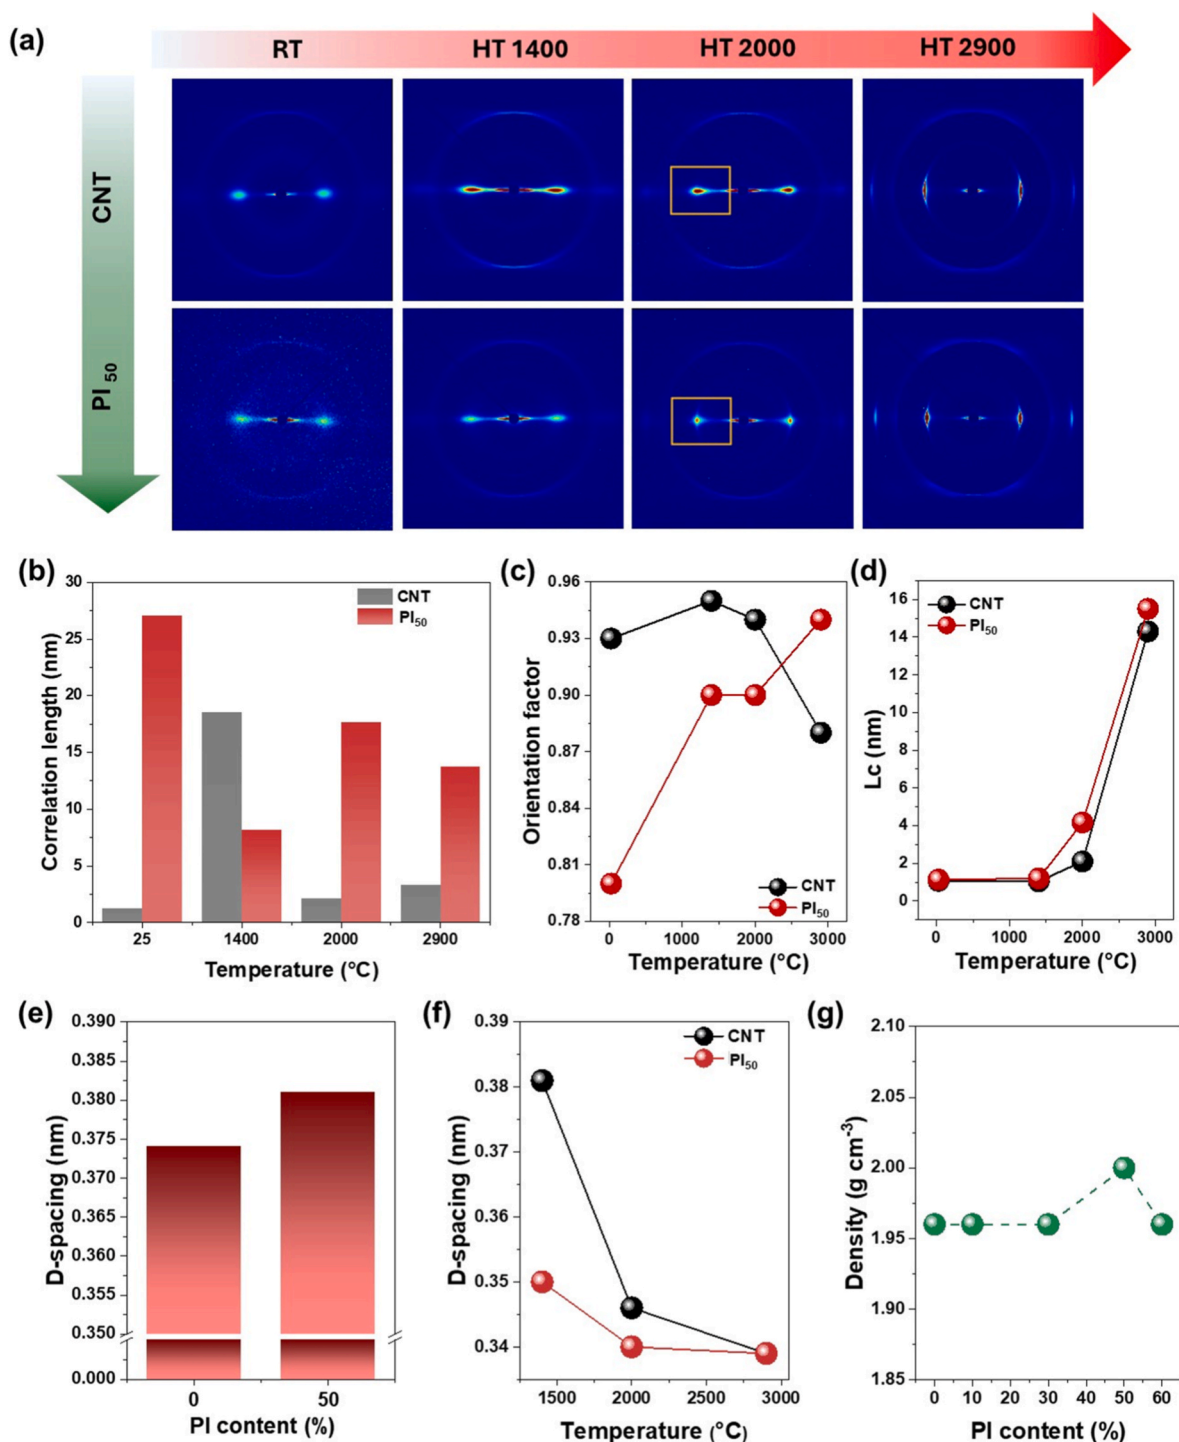 (a)
RT HT 1400 HT 2000 HT 2900
CNT
PI50
(b)
Correlation length (nm)
30
25
20
15
10
5
0
CNT
PI50
25 1400 2000 2900
Temperature (°C)
(c)
Orientation factor
0.96
0.93
0.90
0.87
0.84
0.81
0.78
CNT
PI50
0 1000 2000 3000
Temperature (°C)
(d)
Lc (nm)
16
14
12
10
8
6
4
2
0
CNT
PI50
0 1000 2000 3000
Temperature (°C)
(e)
D-spacing (nm)
0.390
0.385
0.380
0.375
0.370
0.365
0.360
0.355
0.350
0.000
0 50
PI content (%)
(f)
D-spacing (nm)
0.39
0.38
0.37
0.36
0.35
0.34
CNT
PI50
1500 2000 2500 3000
Temperature (°C)
(g)
Density (g cm-3)
2.10
2.05
2.00
1.95
1.90
1.85
0 10 20 30 40 50 60
PI content (%)